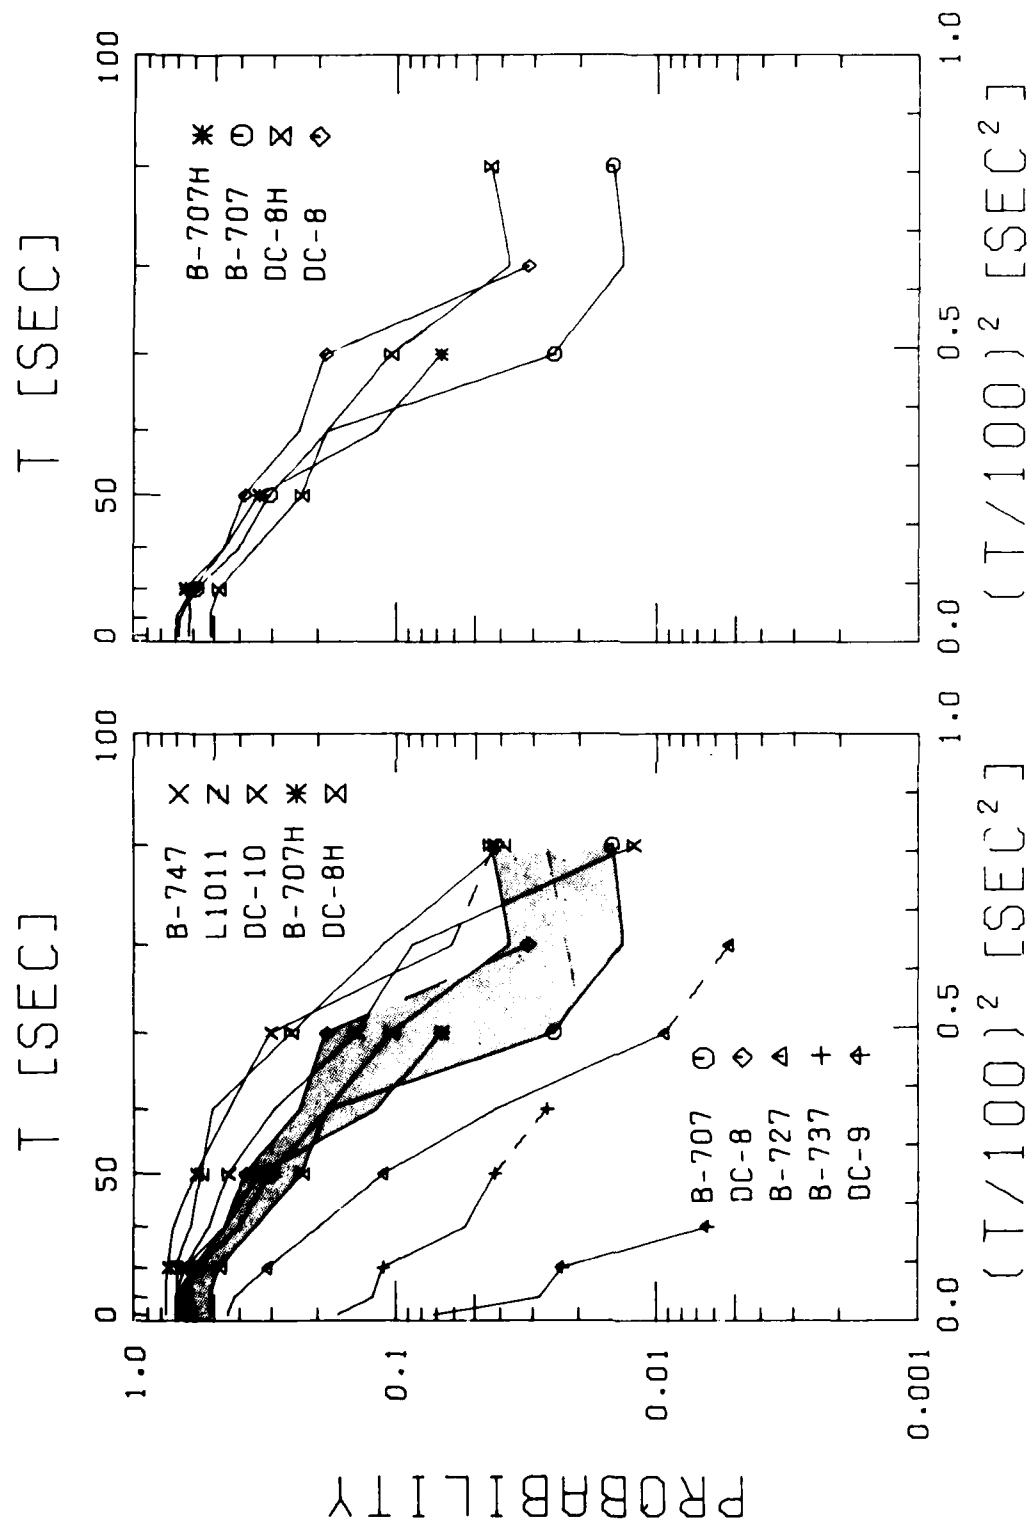 T [SEC]
0 50 100
B-747
L1011
DC-10
B-707H
DC-8H
B-707
DC-8
B-727
B-737
DC-9
PROBABILITY
1.0
0.1
0.01
0.001
0.0 0.5 1.0
(T/100)² [SEC²]
T [SEC]
0 50 100
B-707H
B-707
DC-8H
DC-8
0.0 0.5 1.0
(T/100)² [SEC²]